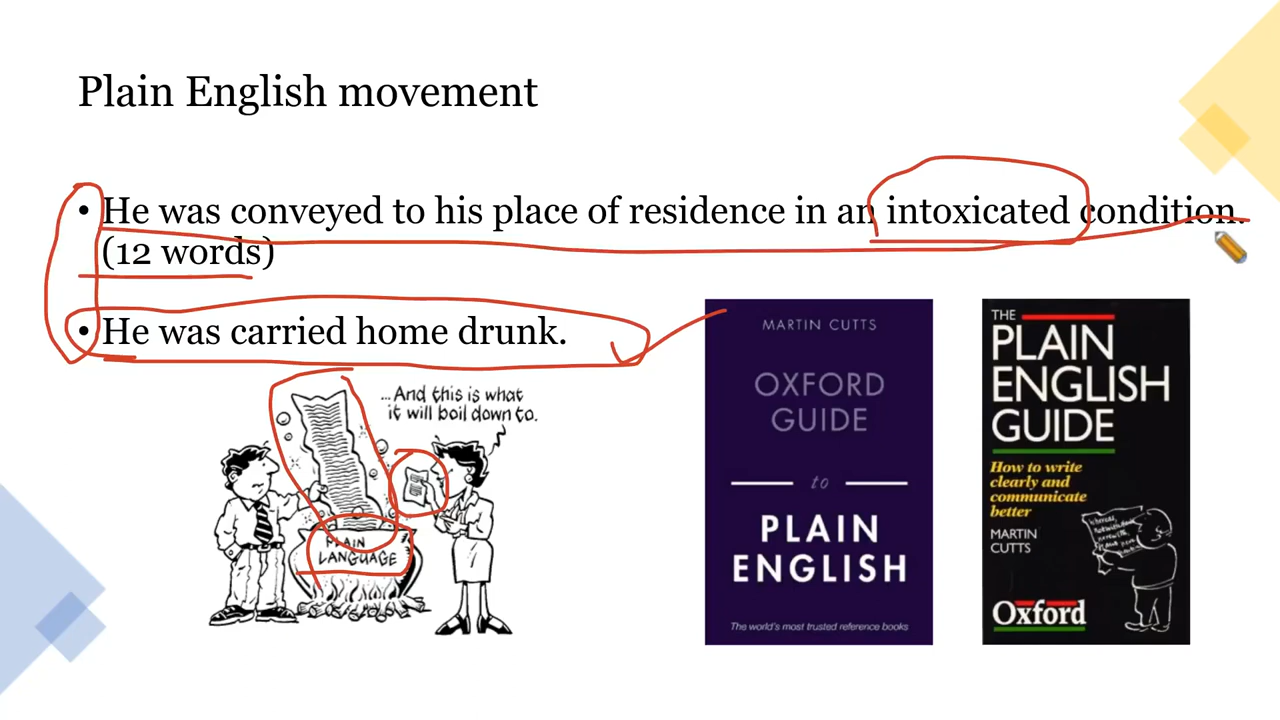 Plain English movement
• He was conveyed to his place of residence in an intoxicated condition.
(12 words)
• He was carried home drunk.
...And this is what
it will boil down to.
PLAIN
LANGUAGE
MARTIN CUTTS
OXFORD
GUIDE
to
PLAIN
ENGLISH
The world's most trusted reference books
THE
PLAIN
ENGLISH
GUIDE
How to write
clearly and
communicate
better
MARTIN
CUTTS
Oxford